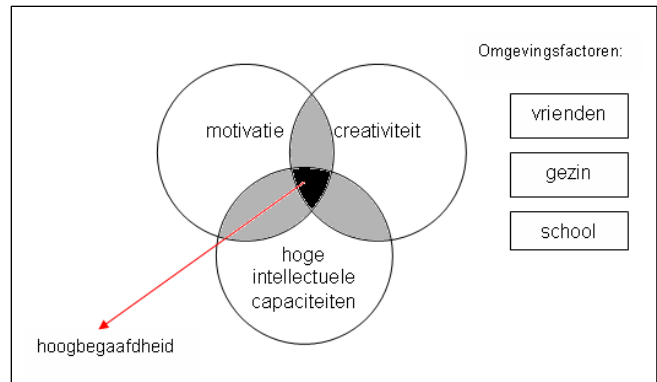 Omgevingsfactoren:
motivatie
creativiteit
vrienden
gezin
school
hoge
intellectuele
capaciteiten
hoogbegaafdheid